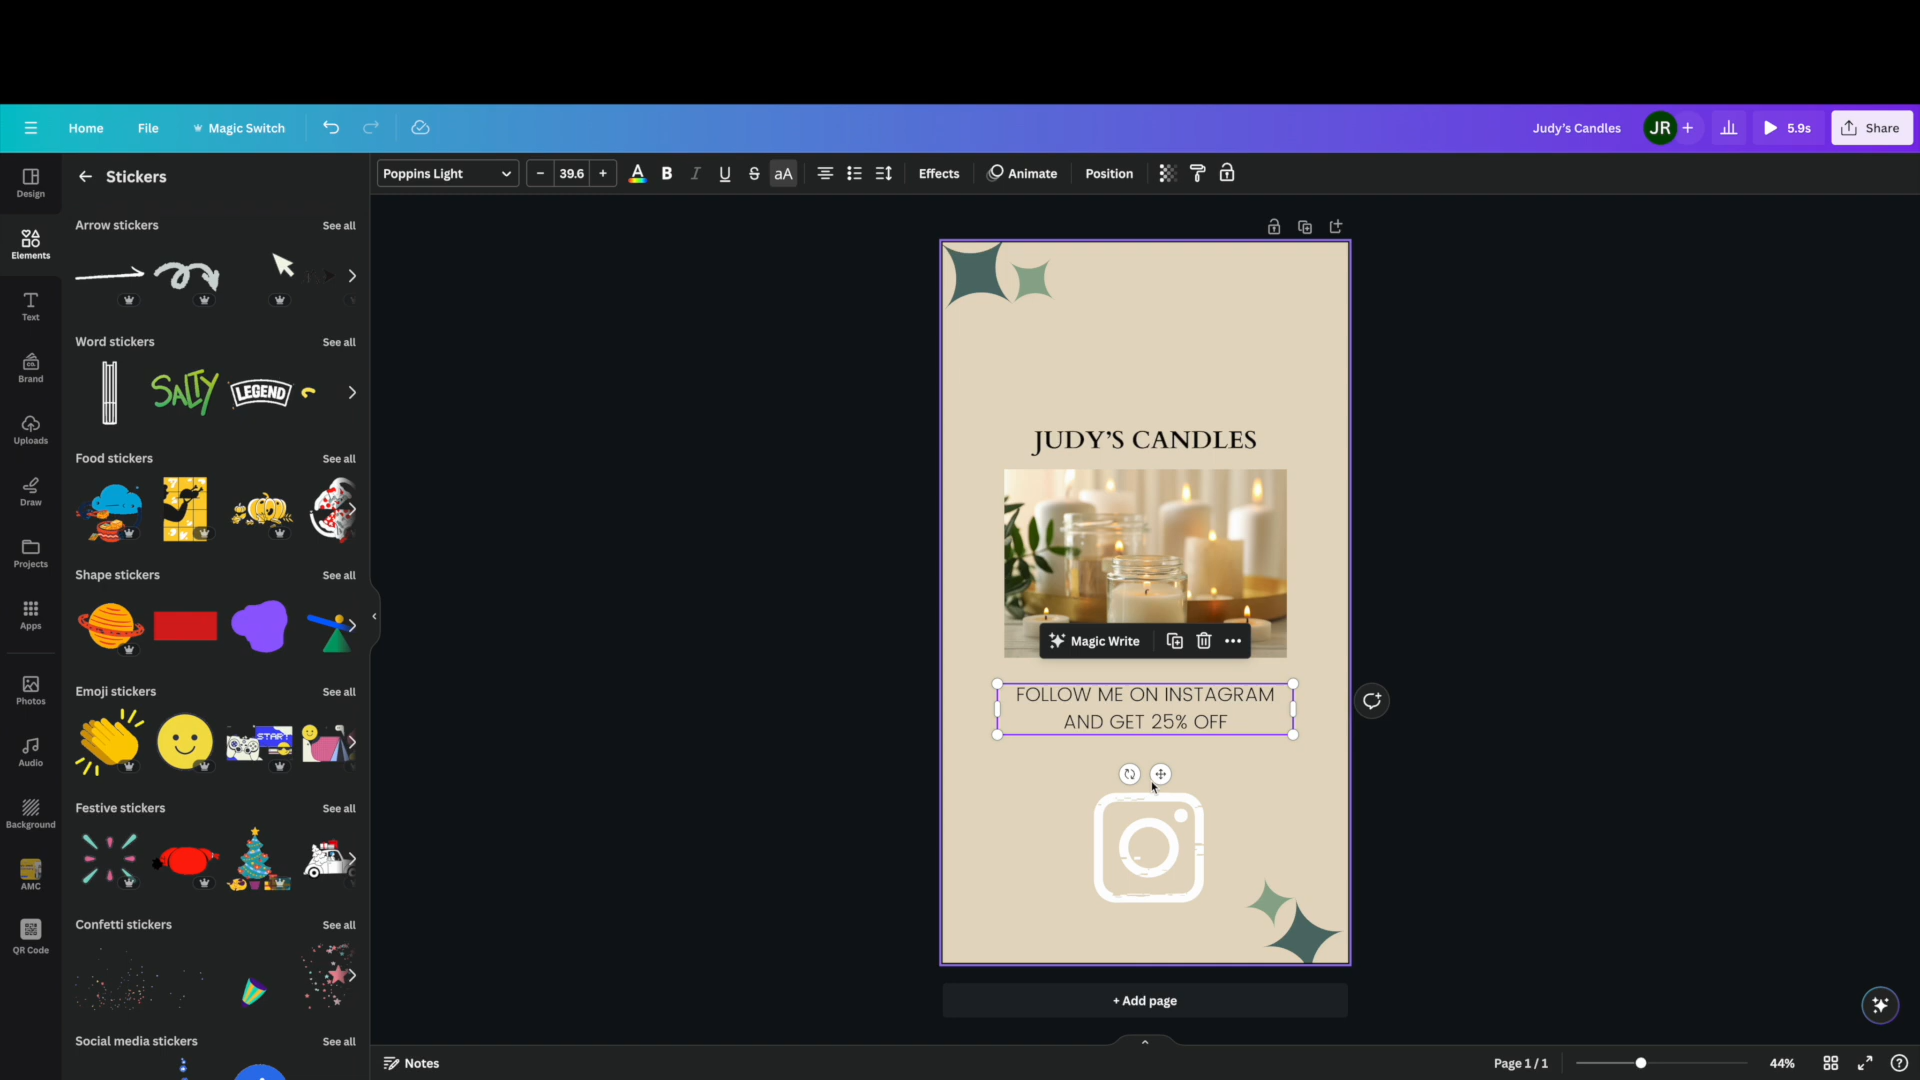 Home
File
Magic Switch
Judy's Candles
JR
+
5.9s
Share
Design
Elements
Text
Brand
Uploads
Draw
Projects
Apps
Photos
Audio
Background
AMC
QR Code
Stickers
Arrow stickers
See all
Word stickers
See all
SALTY
LEGEND
Food stickers
See all
Shape stickers
See all
Emoji stickers
See all
START
Festive stickers
See all
Confetti stickers
See all
Social media stickers
See all
Poppins Light
− 39.6 +
A
B
I
U
S
aA
Effects
Animate
Position
JUDY'S CANDLES
Magic Write
FOLLOW ME ON INSTAGRAM
AND GET 25% OFF
+ Add page
Notes
Page 1 / 1
44%